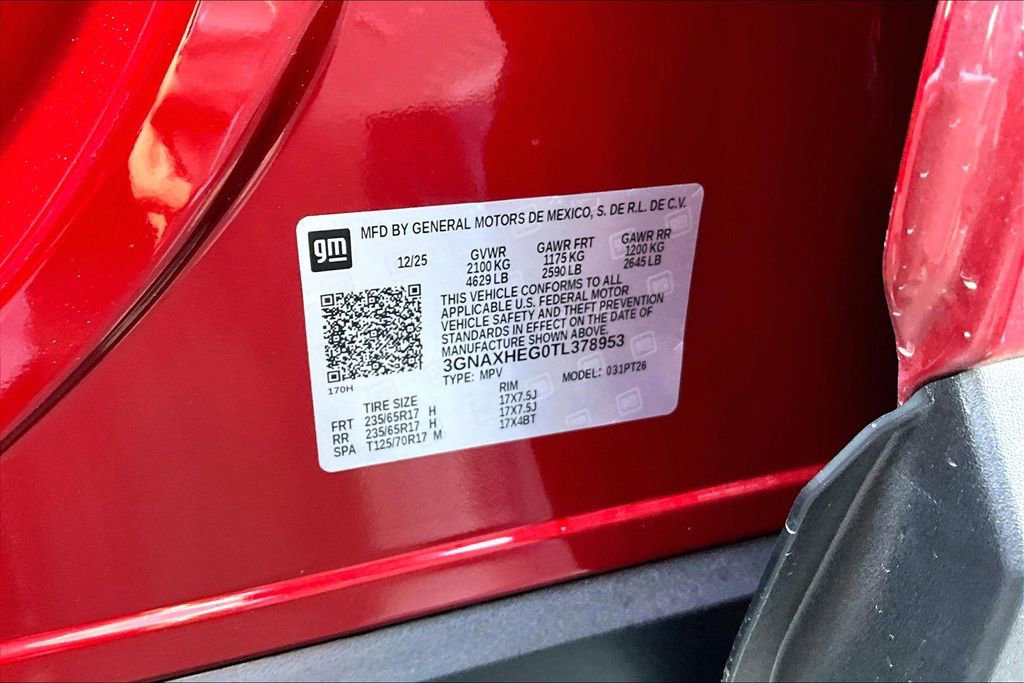 gm
MFD BY GENERAL MOTORS DE MEXICO, S. DE R.L. DE C.V.
12/25 GVWR GAWR FRT GAWR RR
2100 KG 1175 KG 1200 KG
4629 LB 2590 LB 2645 LB
THIS VEHICLE CONFORMS TO ALL
APPLICABLE U.S. FEDERAL MOTOR
VEHICLE SAFETY AND THEFT PREVENTION
STANDARDS IN EFFECT ON THE DATE OF
MANUFACTURE SHOWN ABOVE.
3GNAXHEG0TL378953
170H TYPE: MPV MODEL: 031PT26
TIRE SIZE RIM
FRT 235/65R17 H 17X7.5J
RR 235/65R17 H 17X7.5J
SPA T125/70R17 M 17X4BT